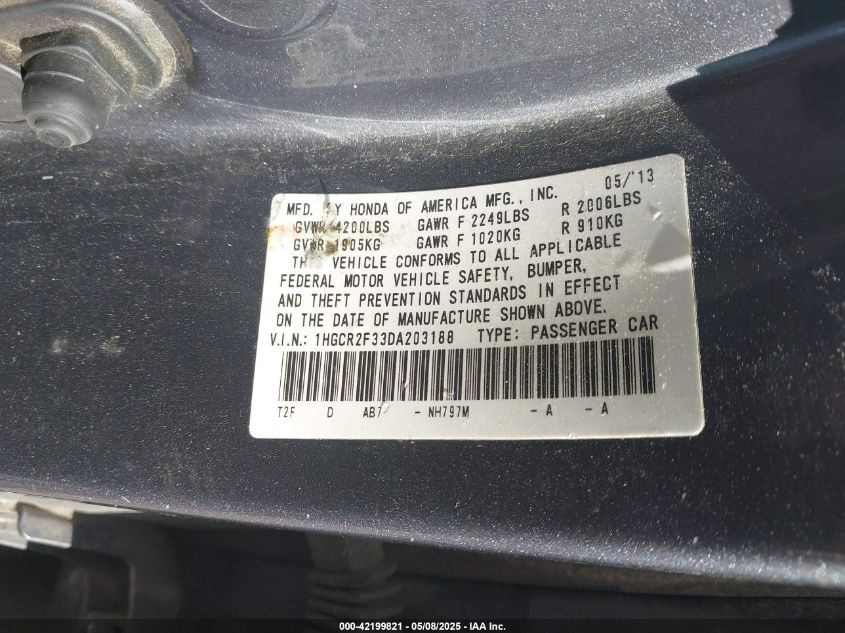 MFD. BY HONDA OF AMERICA MFG., INC. 05/'13
GVWR 4200LBS GAWR F 2249LBS R 2006LBS
GVWR 1905KG GAWR F 1020KG R 910KG
THIS VEHICLE CONFORMS TO ALL APPLICABLE
FEDERAL MOTOR VEHICLE SAFETY, BUMPER,
AND THEFT PREVENTION STANDARDS IN EFFECT
ON THE DATE OF MANUFACTURE SHOWN ABOVE.
V.I.N.: 1HGCR2F33DA203188 TYPE: PASSENGER CAR
T2F D AB7 - NH797M - A - A
000-42199821 - 05/08/2025 - IAA Inc.